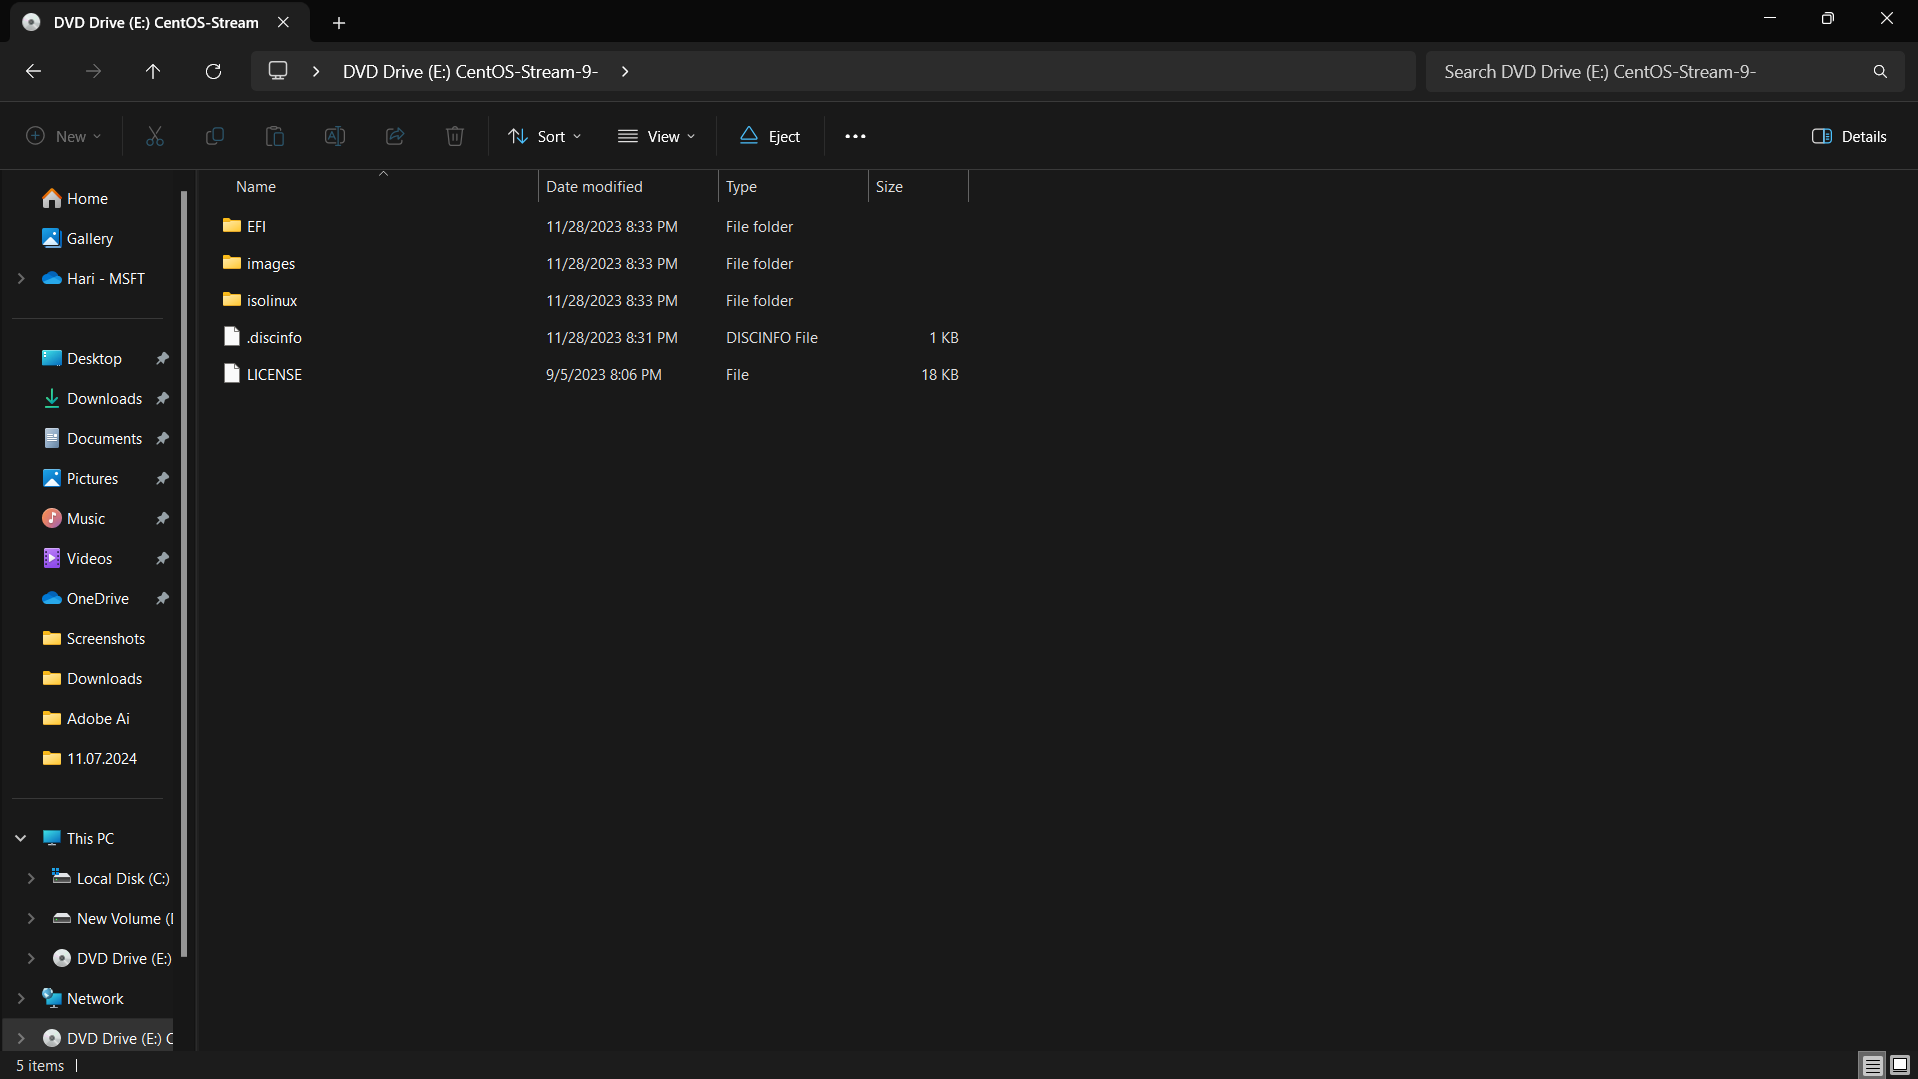 DVD Drive (E:) CentOS-Stream
DVD Drive (E:) CentOS-Stream-9-
Search DVD Drive (E:) CentOS-Stream-9-
New
Sort
View
Eject
Details
Name
Date modified
Type
Size
EFI 11/28/2023 8:33 PM File folder
images 11/28/2023 8:33 PM File folder
isolinux 11/28/2023 8:33 PM File folder
.discinfo 11/28/2023 8:31 PM DISCINFO File 1 KB
LICENSE 9/5/2023 8:06 PM File 18 KB
Home
Gallery
Hari - MSFT
Desktop
Downloads
Documents
Pictures
Music
Videos
OneDrive
Screenshots
Downloads
Adobe Ai
11.07.2024
This PC
Local Disk (C:)
New Volume (
DVD Drive (E:)
Network
DVD Drive (E:) C
5 items